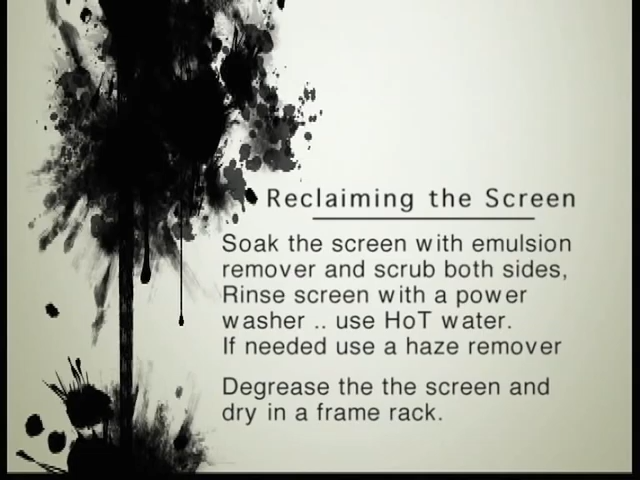 Reclaiming the Screen
Soak the screen with emulsion
remover and scrub both sides,
Rinse screen with a power
washer .. use HoT water.
If needed use a haze remover
Degrease the the screen and
dry in a frame rack.